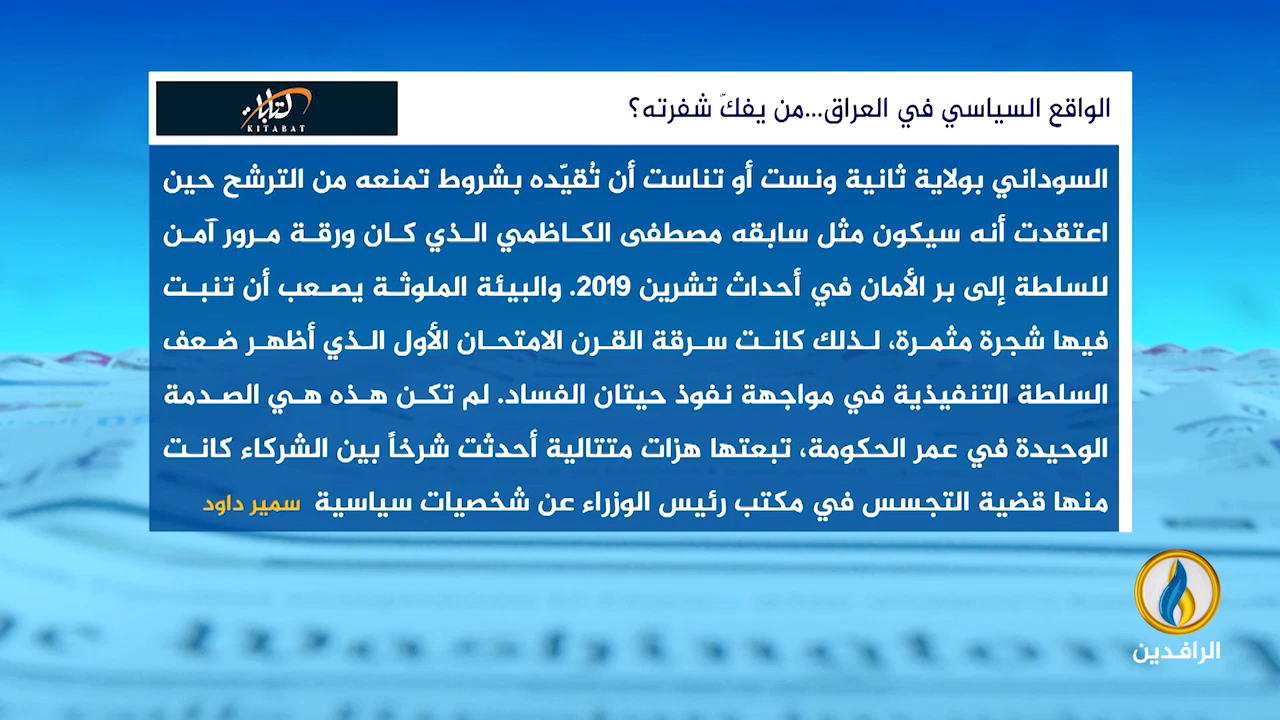 الواقع السياسي في العراق...من يفكّ شفرته؟
كتابات
KITABAT
السوداني بولاية ثانية ونست أو تناست أن تُقيّده بشروط تمنعه من الترشح حين
اعتقدت أنه سيكون مثل سابقه مصطفى الكاظمي الذي كان ورقة مرور آمن
للسلطة إلى بر الأمان في أحداث تشرين 2019. والبيئة الملوثة يصعب أن تنبت
فيها شجرة مثمرة، لذلك كانت سرقة القرن الامتحان الأول الذي أظهر ضعف
السلطة التنفيذية في مواجهة نفوذ حيتان الفساد. لم تكن هذه هي الصدمة
الوحيدة في عمر الحكومة، تبعتها هزات متتالية أحدثت شرخاً بين الشركاء كانت
منها قضية التجسس في مكتب رئيس الوزراء عن شخصيات سياسية سمير داود
الرافدين